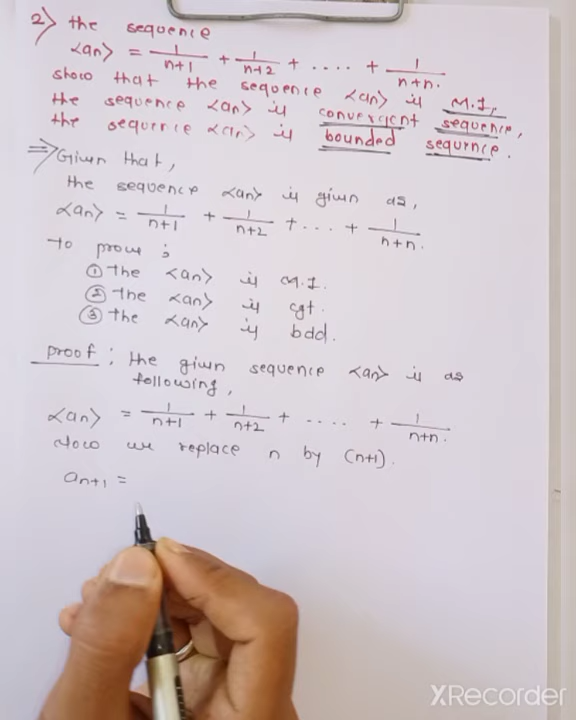 2) the sequence
<an> = 1/n+1 + 1/n+2 + .... + 1/n+n.
show that the sequence <an> is M.I,
the sequence <an> is convergent sequence,
the sequence <an> is bounded sequence.
⇒ Given that,
the sequence <an> is given as,
<an> = 1/n+1 + 1/n+2 + ... + 1/n+n.
To prove :
① The <an> is M.I.
② The <an> is cgt.
③ The <an> is bdd.
proof : The given sequence <an> is as
following,
<an> = 1/n+1 + 1/n+2 + .... + 1/n+n.
Now we replace n by (n+1).
an+1 =
XRecorder